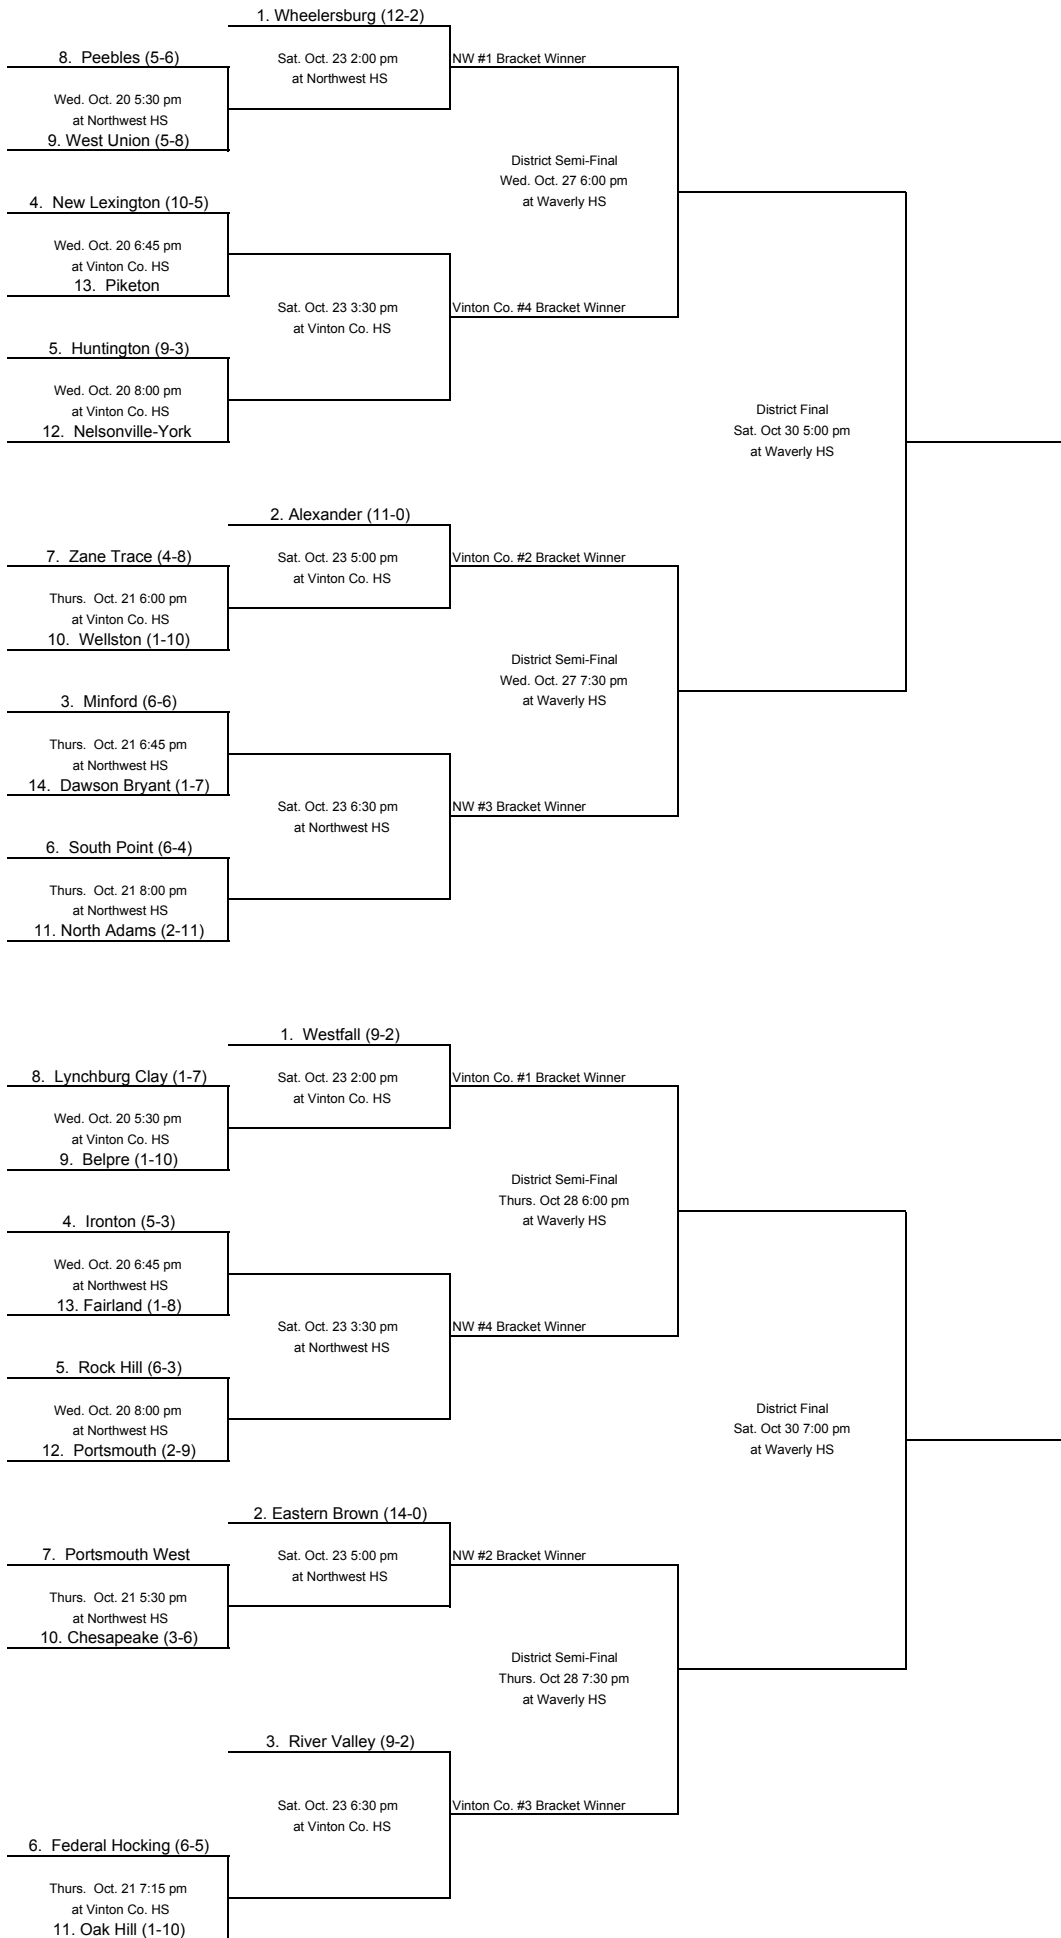 1. Wheelersburg (12-2)
8. Peebles (5-6)
Sat. Oct. 23 2:00 pm
at Northwest HS
NW #1 Bracket Winner
Wed. Oct. 20 5:30 pm
at Northwest HS
9. West Union (5-8)
District Semi-Final
Wed. Oct. 27 6:00 pm
at Waverly HS
4. New Lexington (10-5)
Wed. Oct. 20 6:45 pm
at Vinton Co. HS
13. Piketon
Sat. Oct. 23 3:30 pm
at Vinton Co. HS
Vinton Co. #4 Bracket Winner
5. Huntington (9-3)
Wed. Oct. 20 8:00 pm
at Vinton Co. HS
12. Nelsonville-York
District Final
Sat. Oct 30 5:00 pm
at Waverly HS
2. Alexander (11-0)
7. Zane Trace (4-8)
Sat. Oct. 23 5:00 pm
at Vinton Co. HS
Vinton Co. #2 Bracket Winner
Thurs. Oct. 21 6:00 pm
at Vinton Co. HS
10. Wellston (1-10)
District Semi-Final
Wed. Oct. 27 7:30 pm
at Waverly HS
3. Minford (6-6)
Thurs. Oct. 21 6:45 pm
at Northwest HS
14. Dawson Bryant (1-7)
Sat. Oct. 23 6:30 pm
at Northwest HS
NW #3 Bracket Winner
6. South Point (6-4)
Thurs. Oct. 21 8:00 pm
at Northwest HS
11. North Adams (2-11)
1. Westfall (9-2)
8. Lynchburg Clay (1-7)
Sat. Oct. 23 2:00 pm
at Vinton Co. HS
Vinton Co. #1 Bracket Winner
Wed. Oct. 20 5:30 pm
at Vinton Co. HS
9. Belpre (1-10)
District Semi-Final
Thurs. Oct 28 6:00 pm
at Waverly HS
4. Ironton (5-3)
Wed. Oct. 20 6:45 pm
at Northwest HS
13. Fairland (1-8)
Sat. Oct. 23 3:30 pm
at Northwest HS
NW #4 Bracket Winner
5. Rock Hill (6-3)
Wed. Oct. 20 8:00 pm
at Northwest HS
12. Portsmouth (2-9)
District Final
Sat. Oct 30 7:00 pm
at Waverly HS
2. Eastern Brown (14-0)
7. Portsmouth West
Sat. Oct. 23 5:00 pm
at Northwest HS
NW #2 Bracket Winner
Thurs. Oct. 21 5:30 pm
at Northwest HS
10. Chesapeake (3-6)
District Semi-Final
Thurs. Oct 28 7:30 pm
at Waverly HS
3. River Valley (9-2)
Sat. Oct. 23 6:30 pm
at Vinton Co. HS
Vinton Co. #3 Bracket Winner
6. Federal Hocking (6-5)
Thurs. Oct. 21 7:15 pm
at Vinton Co. HS
11. Oak Hill (1-10)